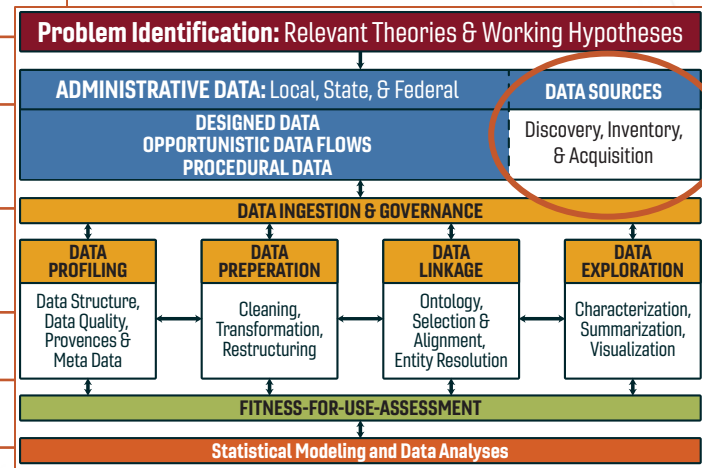 Problem Identification: Relevant Theories & Working Hypotheses
ADMINISTRATIVE DATA: Local, State, & Federal
DESIGNED DATA
OPPORTUNISTIC DATA FLOWS
PROCEDURAL DATA
DATA SOURCES
Discovery, Inventory,
& Acquisition
DATA INGESTION & GOVERNANCE
DATA
PROFILING
Data Structure,
Data Quality,
Provences &
Meta Data
DATA
PREPERATION
Cleaning,
Transformation,
Restructuring
DATA
LINKAGE
Ontology,
Selection &
Alignment,
Entity Resolution
DATA
EXPLORATION
Characterization,
Summarization,
Visualization
FITNESS-FOR-USE-ASSESSMENT
Statistical Modeling and Data Analyses